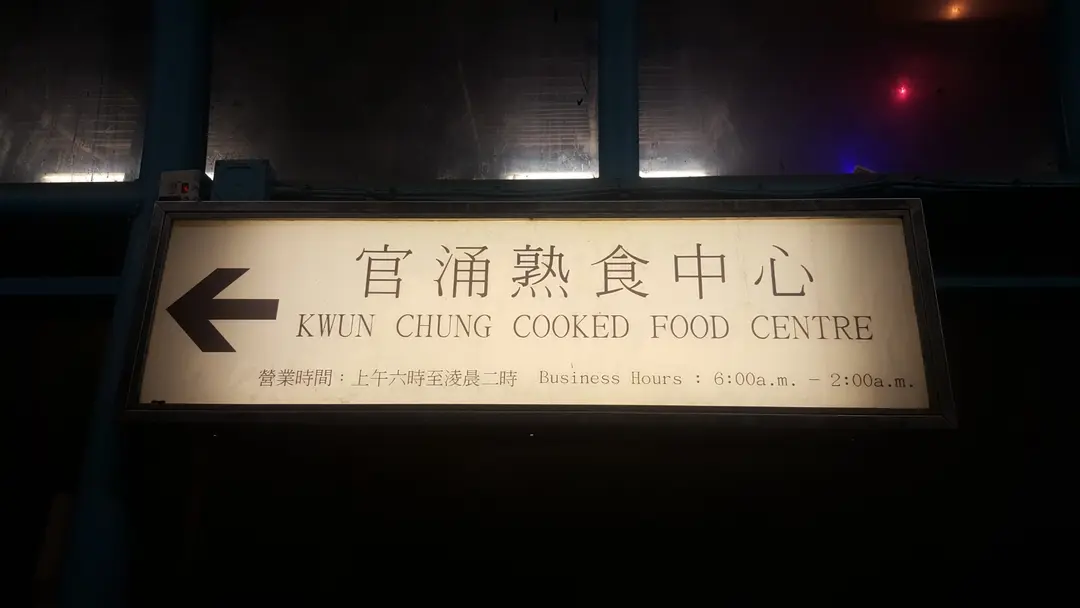 官涌熟食中心
KWUN CHUNG COOKED FOOD CENTRE
營業時間：上午六時至淩晨二時 Business Hours : 6:00a.m. - 2:00a.m.